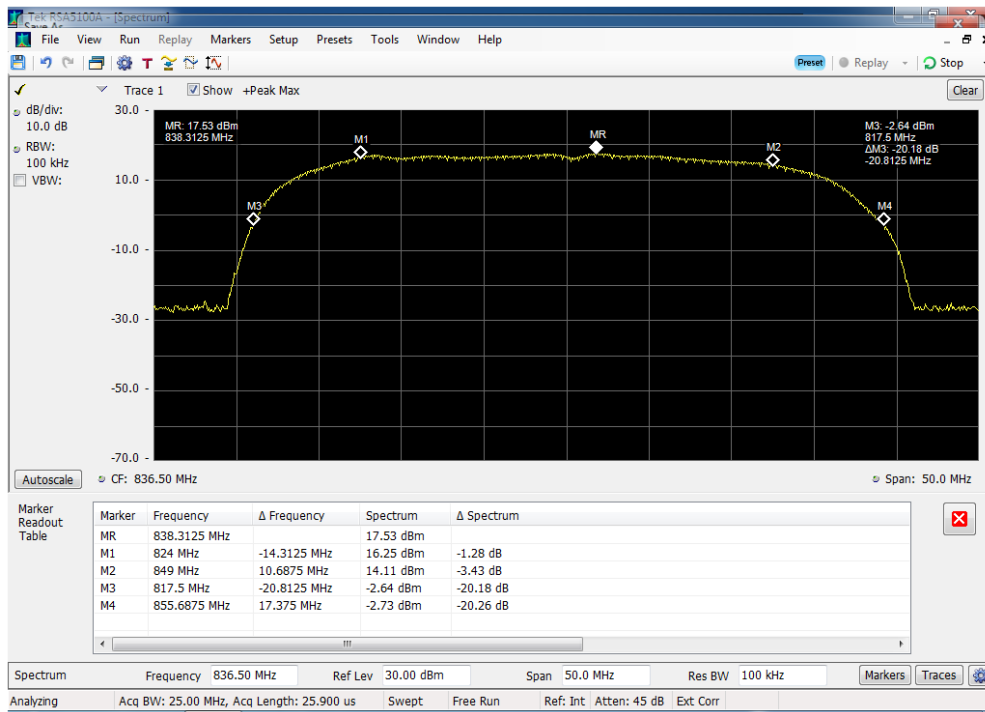 Tek RSA5100A - [Spectrum]
Save As
File View Run Replay Markers Setup Presets Tools Window Help
T Preset Replay Stop
Trace 1 Show +Peak Max Clear
dB/div:
10.0 dB
RBW:
100 kHz
VBW:
30.0
10.0
-10.0
-30.0
-50.0
-70.0
MR: 17.53 dBm
838.3125 MHz
M1
MR
M2
M3
M4
M3: -2.64 dBm
817.5 MHz
ΔM3: -20.18 dB
-20.8125 MHz
Autoscale CF: 836.50 MHz Span: 50.0 MHz
Marker
Readout
Table
Marker Frequency Δ Frequency Spectrum Δ Spectrum
MR 838.3125 MHz 17.53 dBm
M1 824 MHz -14.3125 MHz 16.25 dBm -1.28 dB
M2 849 MHz 10.6875 MHz 14.11 dBm -3.43 dB
M3 817.5 MHz -20.8125 MHz -2.64 dBm -20.18 dB
M4 855.6875 MHz 17.375 MHz -2.73 dBm -20.26 dB
Spectrum Frequency 836.50 MHz Ref Lev 30.00 dBm Span 50.0 MHz Res BW 100 kHz Markers Traces
Analyzing Acq BW: 25.00 MHz, Acq Length: 25.900 us Swept Free Run Ref: Int Atten: 45 dB Ext Corr